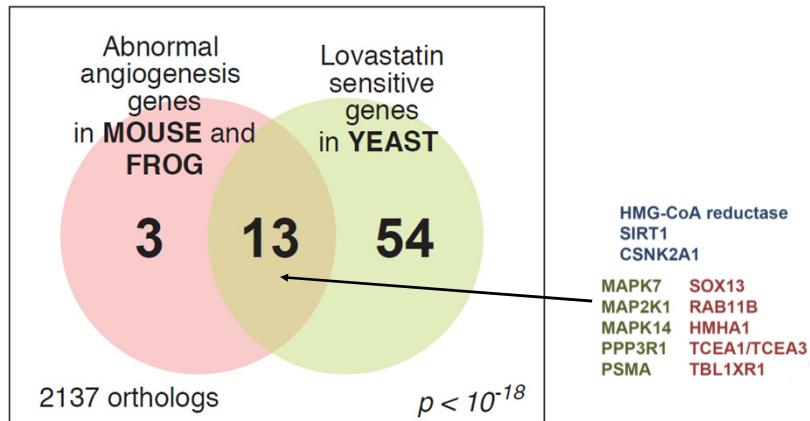 Abnormal
angiogenesis
genes
in MOUSE and
FROG
Lovastatin
sensitive
genes
in YEAST
3
13
54
2137 orthologs
p < 10^-18
HMG-CoA reductase
SIRT1
CSNK2A1
MAPK7 SOX13
MAP2K1 RAB11B
MAPK14 HMHA1
PPP3R1 TCEA1/TCEA3
PSMA TBL1XR1